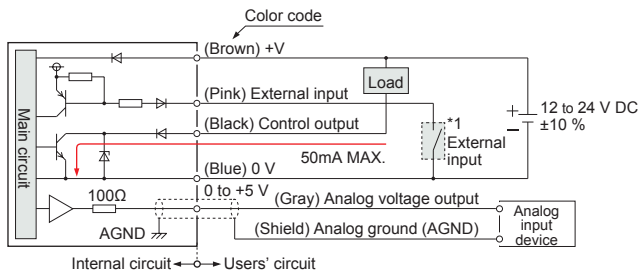 Color code
(Brown) +V
Load
(Pink) External input
(Black) Control output
*1
External
input
12 to 24 V DC
±10 %
+
−
Main circuit
50mA MAX.
(Blue) 0 V
0 to +5 V
100Ω
(Gray) Analog voltage output
Analog
input
device
AGND
(Shield) Analog ground (AGND)
Internal circuit
Users' circuit